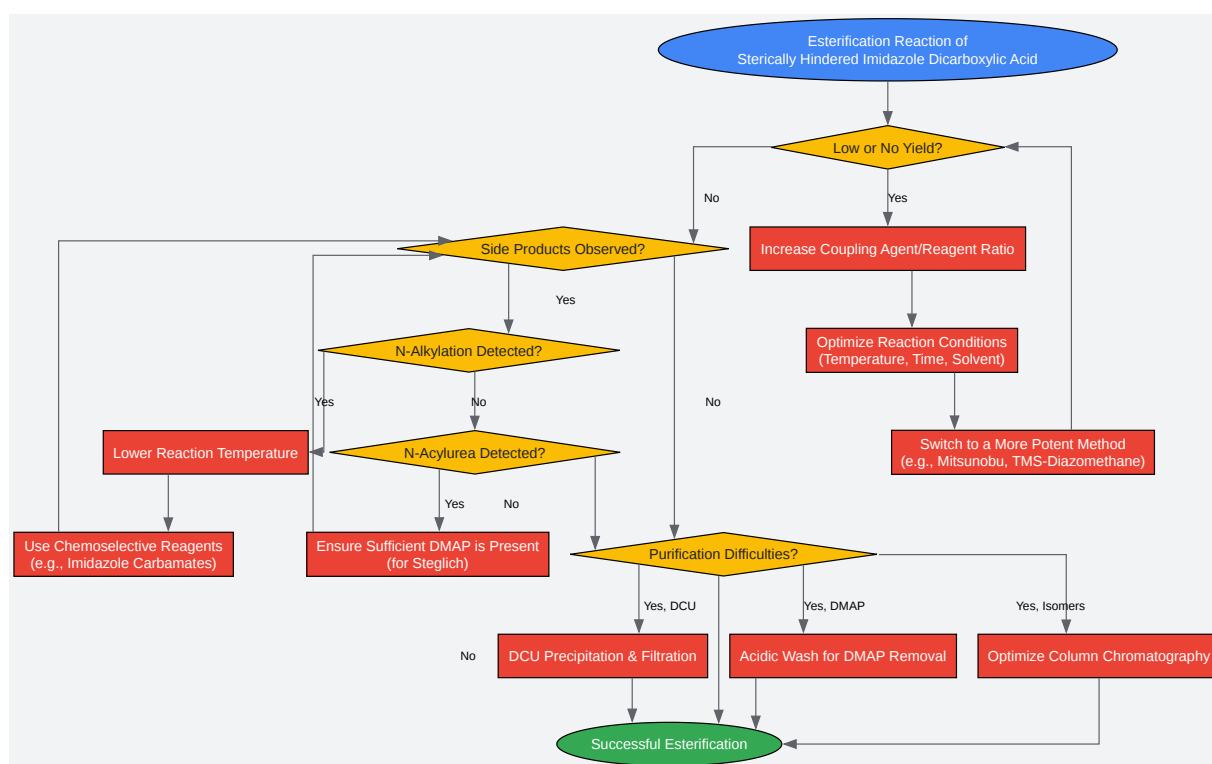 Esterification Reaction of
Sterically Hindered Imidazole Dicarboxylic Acid
Low or No Yield?
No
Yes
Side Products Observed?
Increase Coupling Agent/Reagent Ratio
Yes
N-Alkylation Detected?
Optimize Reaction Conditions
(Temperature, Time, Solvent)
Yes
No
No
Lower Reaction Temperature
N-Acylurea Detected?
Switch to a More Potent Method
(e.g., Mitsunobu, TMS-Diazomethane)
Yes
No
Use Chemoselective Reagents
(e.g., Imidazole Carbamates)
Ensure Sufficient DMAP is Present
(for Steglich)
Purification Difficulties?
Yes, DCU
Yes, DMAP
Yes, Isomers
No
DCU Precipitation & Filtration
Acidic Wash for DMAP Removal
Optimize Column Chromatography
Successful Esterification